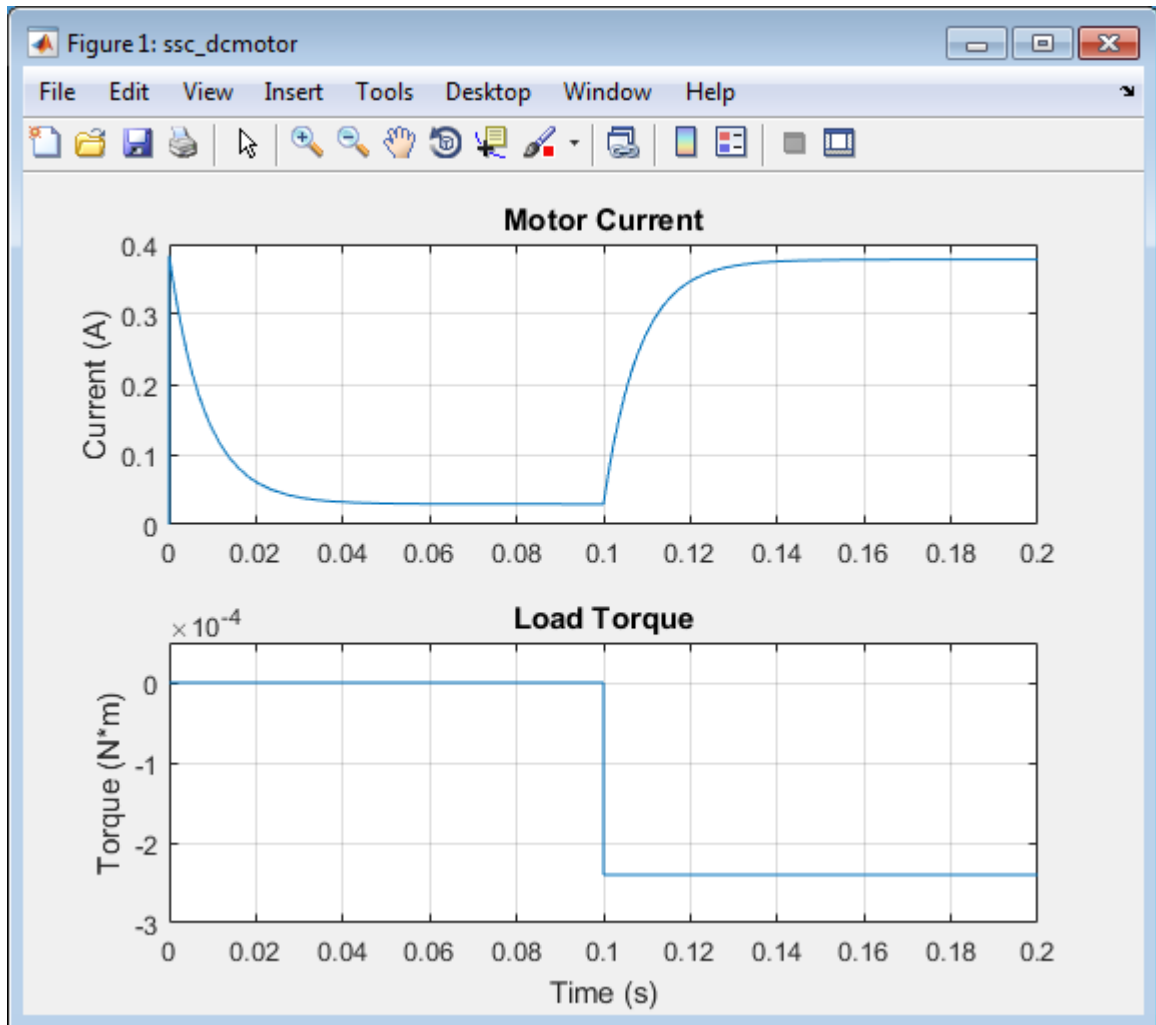 Figure 1: ssc_dcmotor
File Edit View Insert Tools Desktop Window Help
Motor Current
0.4
0.3
0.2
0.1
0
Current (A)
0 0.02 0.04 0.06 0.08 0.1 0.12 0.14 0.16 0.18 0.2
Load Torque
×10⁻⁴
0
-1
-2
-3
Torque (N*m)
0 0.02 0.04 0.06 0.08 0.1 0.12 0.14 0.16 0.18 0.2
Time (s)